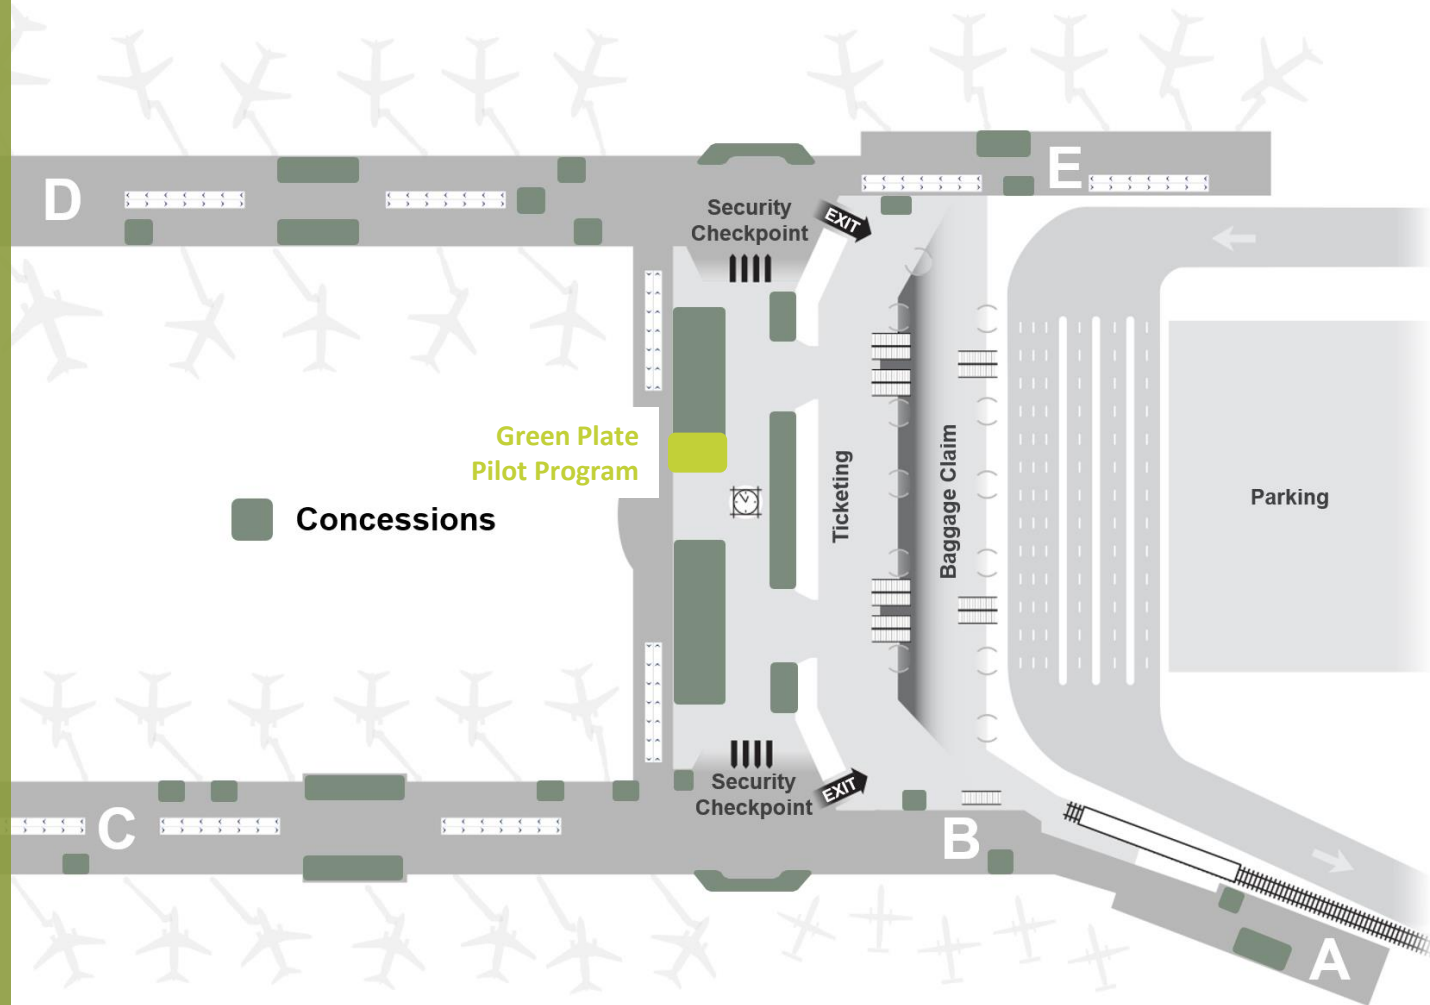 D
E
Security
Checkpoint
EXIT
Green Plate
Pilot Program
Concessions
Ticketing
Baggage Claim
Parking
Security
Checkpoint
EXIT
C
B
A